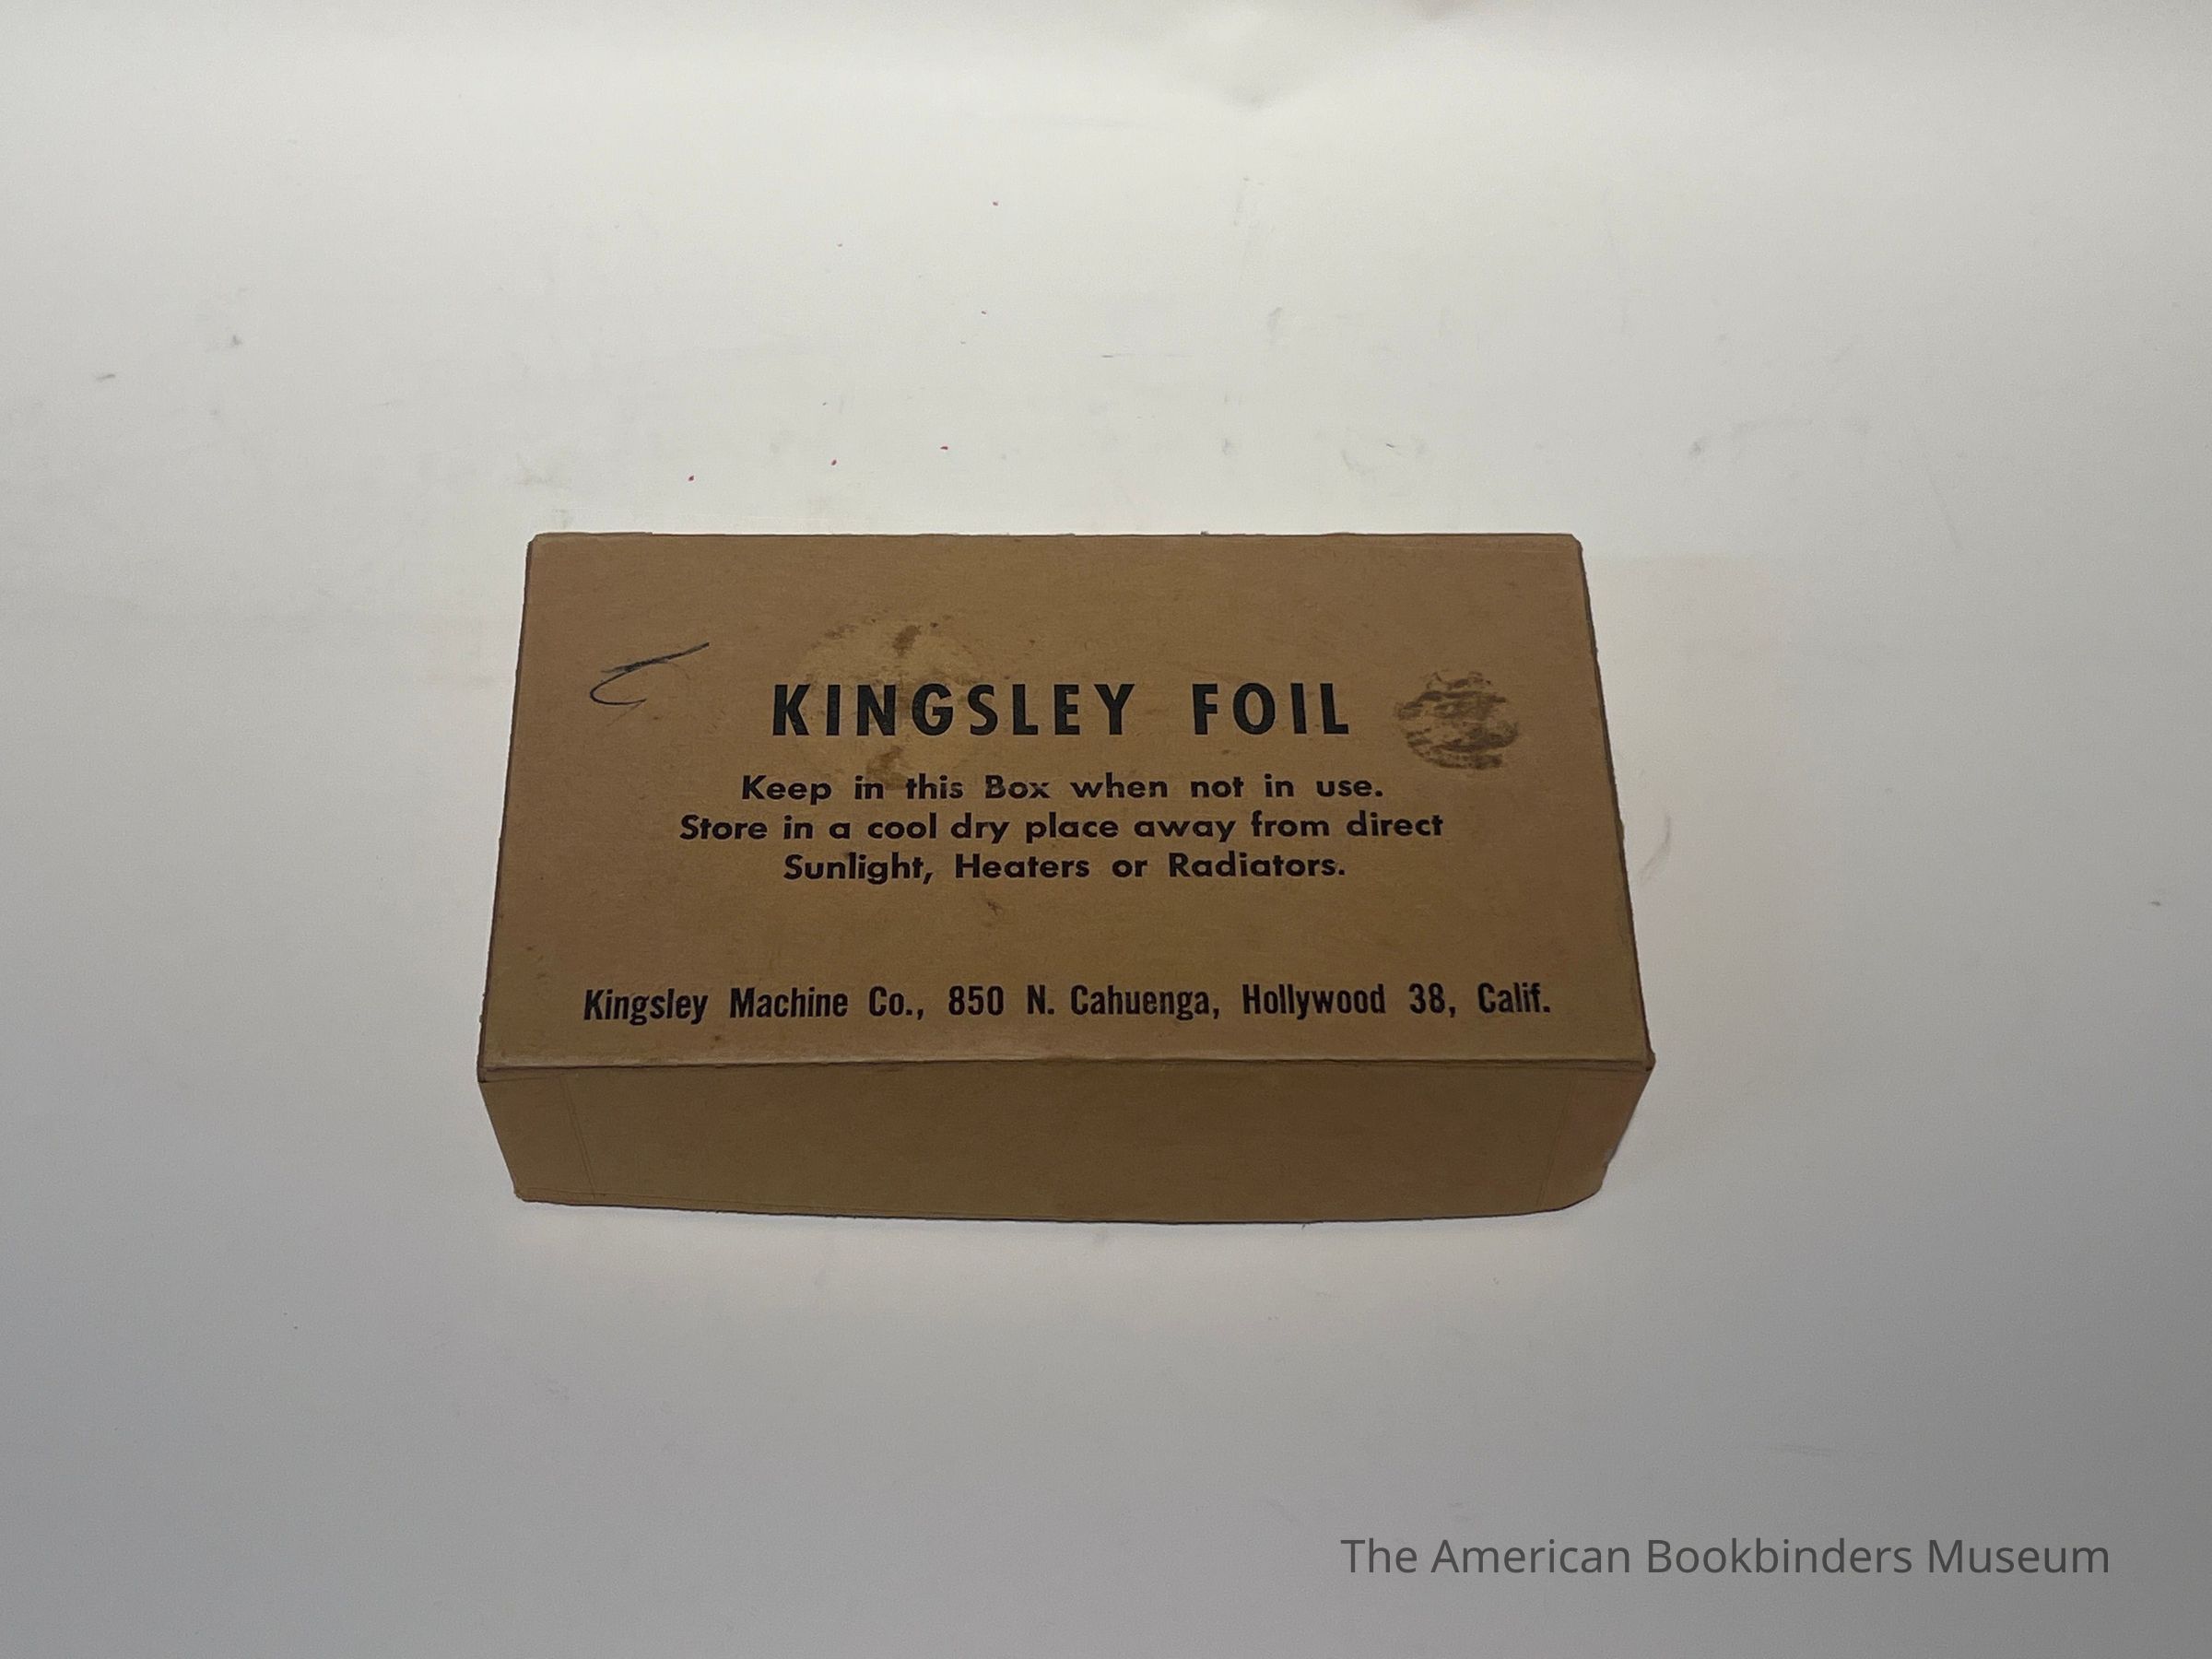 KINGSLEY FOIL
Keep in this Box when not in use.
Store in a cool dry place away from direct
Sunlight, Heaters or Radiators.
Kingsley Machine Co., 850 N. Cahuenga, Hollywood 38, Calif.
The American Bookbinders Museum